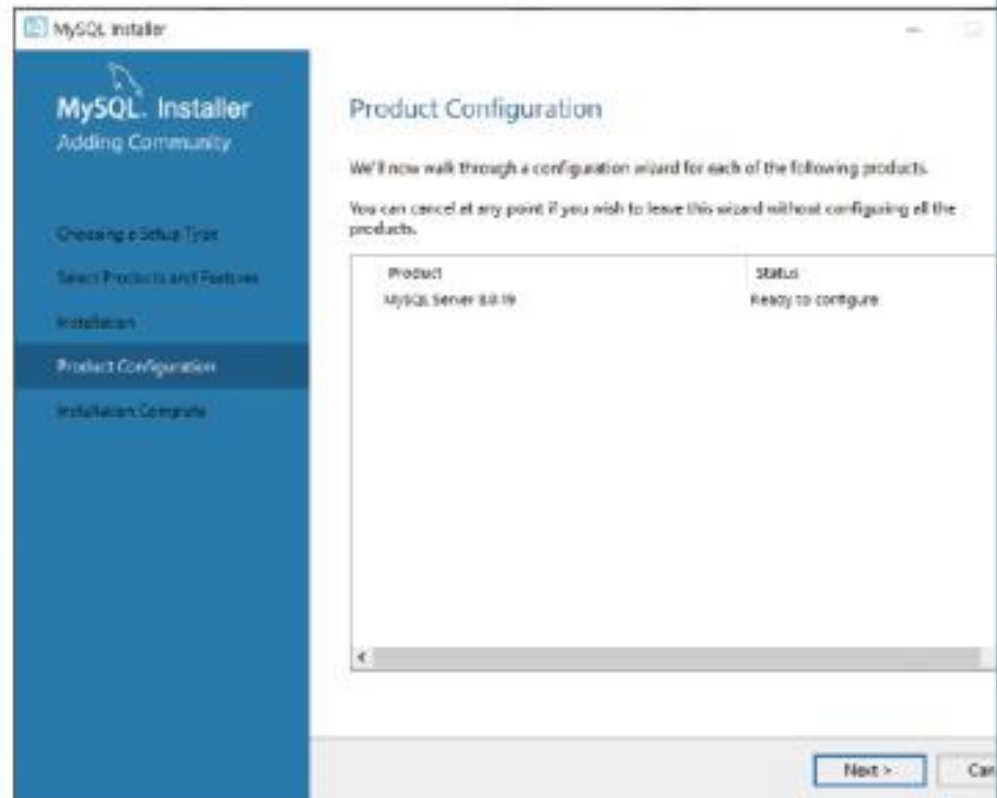 MySQL Installer
MySQL. Installer
Adding Community
Choosing a Setup Type
Select Products and Features
Installation
Product Configuration
Installation Complete
Product Configuration
We'll now walk through a configuration wizard for each of the following products.
You can cancel at any point if you wish to leave this wizard without configuring all the
products.
Product Status
MySQL Server 8.0.19 Ready to configure
Next > Can